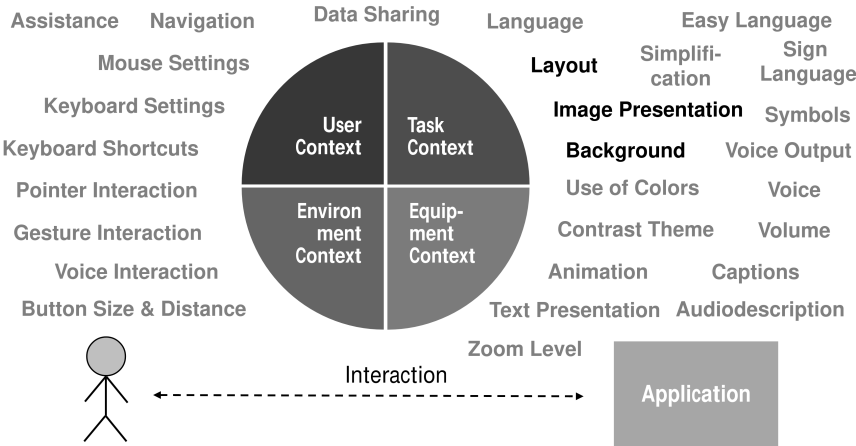 Assistance
Navigation
Data Sharing
Language
Easy Language
Mouse Settings
Layout
Simplifi-
cation
Sign
Language
Keyboard Settings
Image Presentation
Symbols
User
Context
Task
Context
Keyboard Shortcuts
Background
Voice Output
Pointer Interaction
Use of Colors
Voice
Environ
ment
Context
Equip-
ment
Context
Gesture Interaction
Contrast Theme
Volume
Voice Interaction
Animation
Captions
Button Size & Distance
Text Presentation
Audiodescription
Zoom Level
Interaction
Application